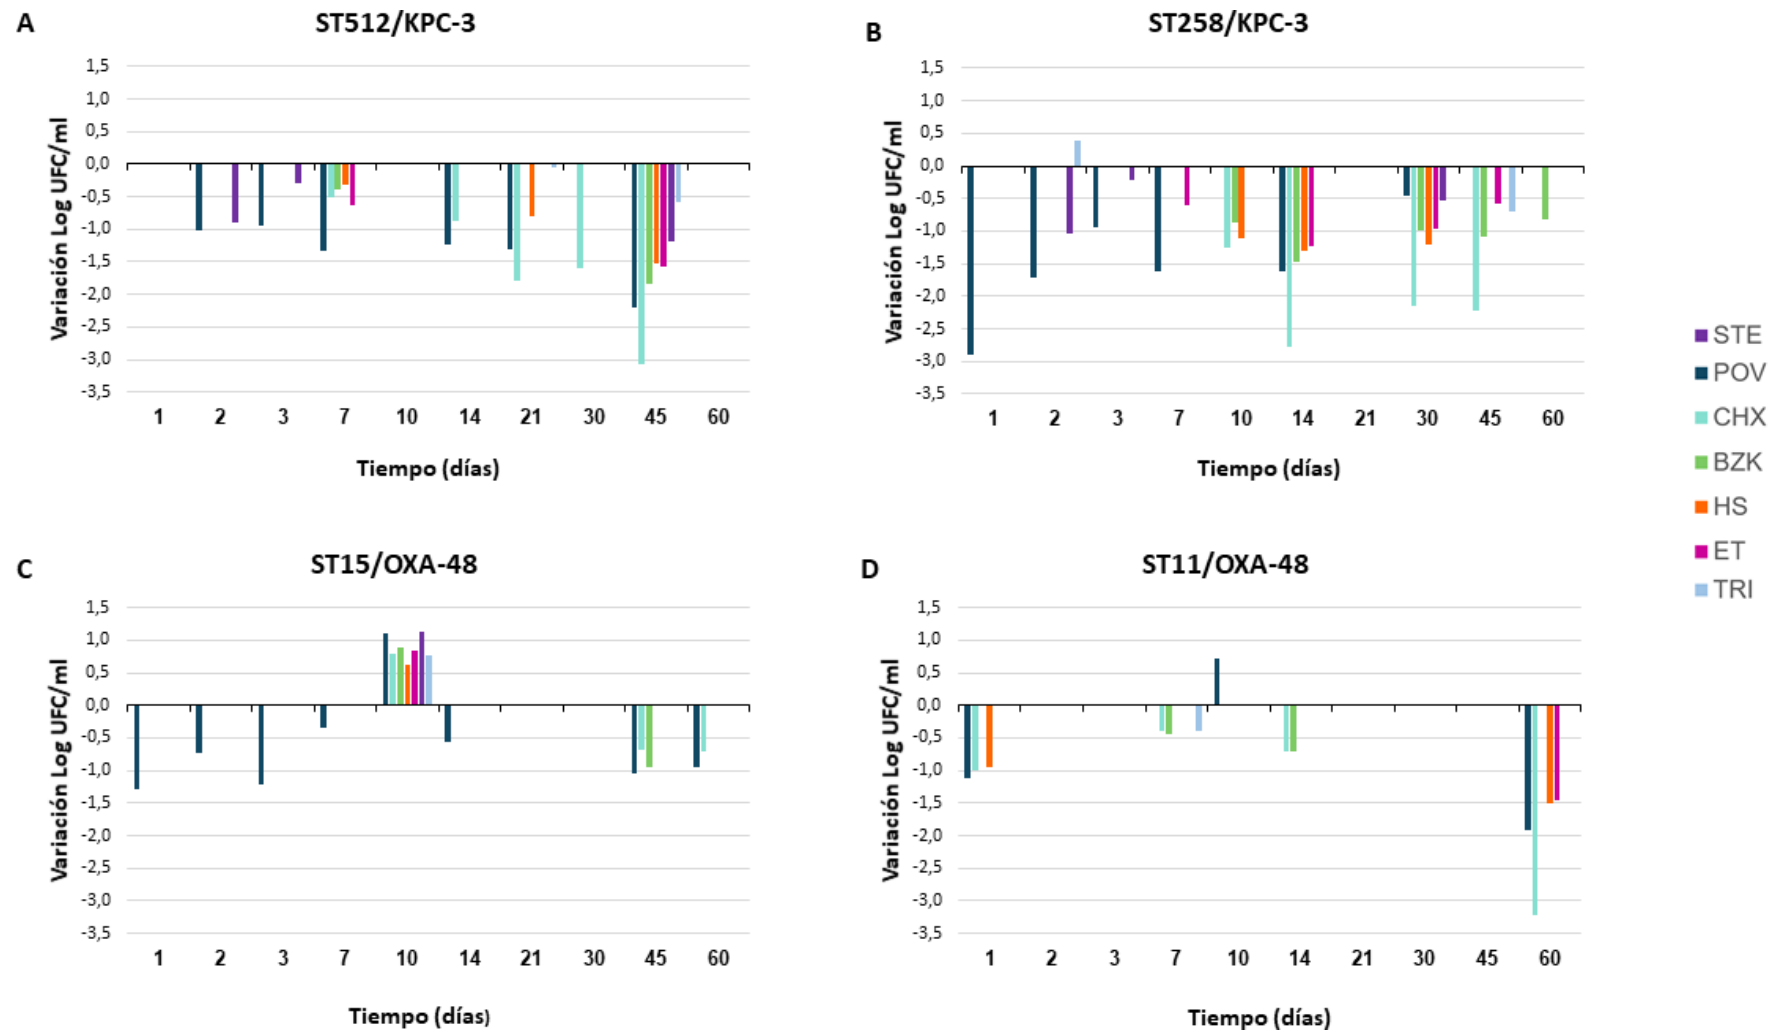 A
ST512/KPC-3
Variación Log UFC/ml
1,5
1,0
0,5
0,0
-0,5
-1,0
-1,5
-2,0
-2,5
-3,0
-3,5
1 2 3 7 10 14 21 30 45 60
Tiempo (días)
B
ST258/KPC-3
Variación Log UFC/ml
1,5
1,0
0,5
0,0
-0,5
-1,0
-1,5
-2,0
-2,5
-3,0
-3,5
1 2 3 7 10 14 21 30 45 60
Tiempo (días)
STE
POV
CHX
BZK
HS
ET
TRI
C
ST15/OXA-48
Variación Log UFC/ml
1,5
1,0
0,5
0,0
-0,5
-1,0
-1,5
-2,0
-2,5
-3,0
-3,5
1 2 3 7 10 14 21 30 45 60
Tiempo (días)
D
ST11/OXA-48
Variación Log UFC/ml
1,5
1,0
0,5
0,0
-0,5
-1,0
-1,5
-2,0
-2,5
-3,0
-3,5
1 2 3 7 10 14 21 30 45 60
Tiempo (días)